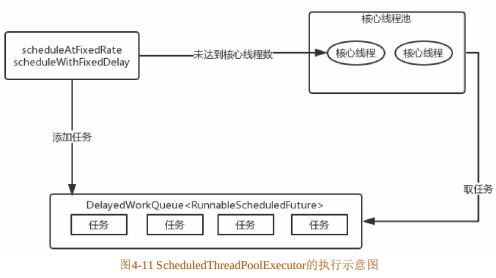 核心线程池
scheduleAtFixedRate
scheduleWithFixedDelay
未达到核心线程数
核心线程
核心线程
添加任务
取任务
DelayedWorkQueue<RunnableScheduledFuture>
任务
任务
任务
任务
图4-11 ScheduledThreadPoolExecutor的执行示意图